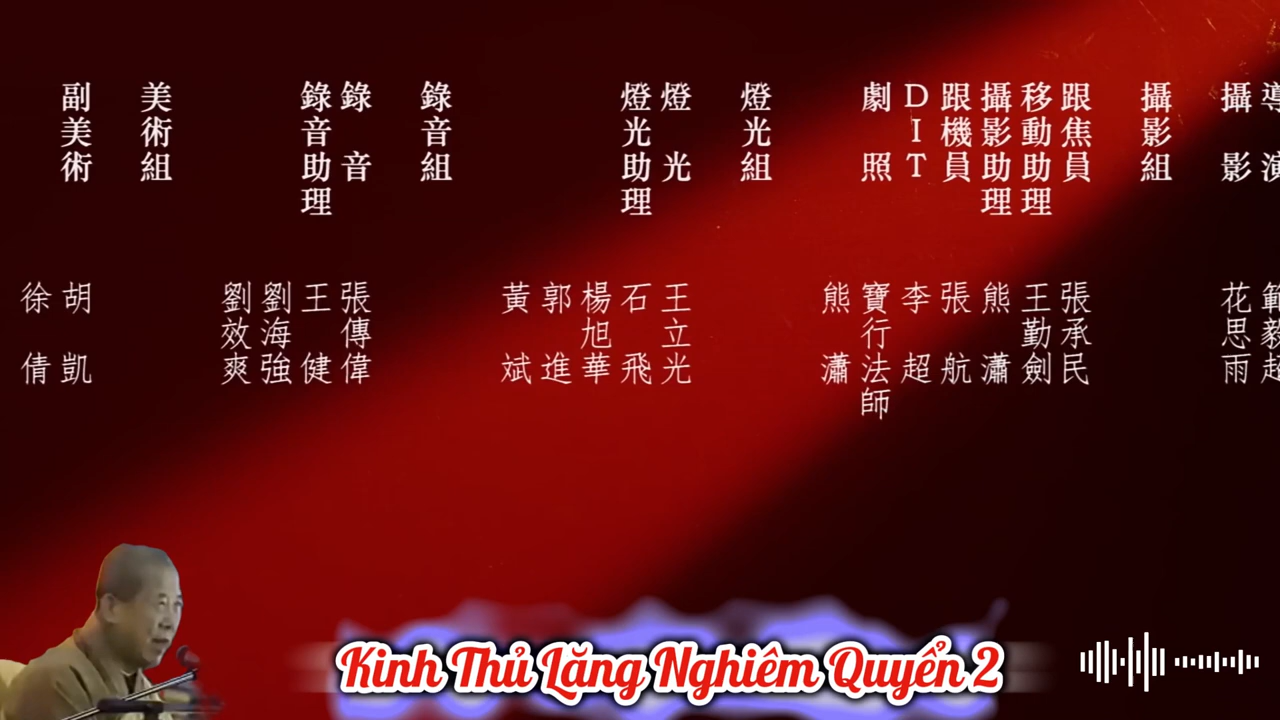 導演 範毅超
攝影 花思雨
攝影組
跟焦員 張承民
移動助理 王勤劍
攝影助理 熊瀟
跟機員 張航
DIT 李超
劇照 寶行法師
熊瀟
燈光組
燈光 王立光
燈光助理 石飛
楊旭華
郭進
黃斌
錄音組
錄音 張傳偉
錄音助理 王健
劉海強
劉效爽
美術組
副美術 胡凱
徐倩
Kinh Thủ Lăng Nghiêm Quyển 2